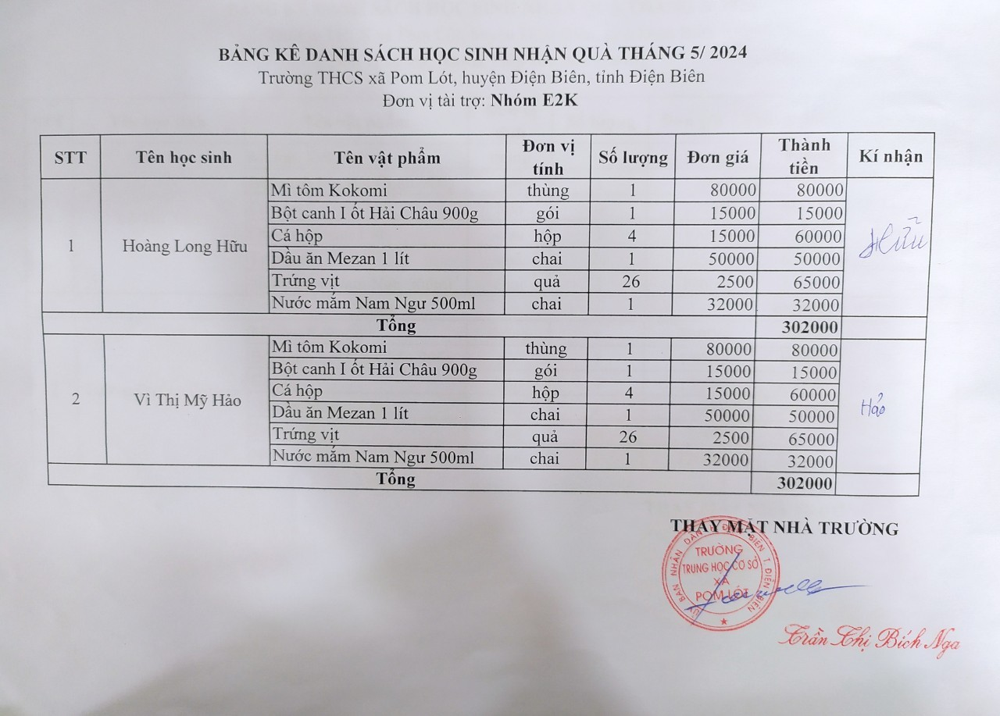 BẢNG KÊ DANH SÁCH HỌC SINH NHẬN QUÀ THÁNG 5/ 2024
Trường THCS xã Pom Lót, huyện Điện Biên, tỉnh Điện Biên
Đơn vị tài trợ: Nhóm E2K
STT Tên học sinh Tên vật phẩm Đơn vị tính Số lượng Đơn giá Thành tiền Kí nhận
Mì tôm Kokomi thùng 1 80000 80000
Bột canh I ốt Hải Châu 900g gói 1 15000 15000
Cá hộp hộp 4 15000 60000
1 Hoàng Long Hữu Hữu
Dầu ăn Mezan 1 lít chai 1 50000 50000
Trứng vịt quả 26 2500 65000
Nước mắm Nam Ngư 500ml chai 1 32000 32000
Tổng 302000
Mì tôm Kokomi thùng 1 80000 80000
Bột canh I ốt Hải Châu 900g gói 1 15000 15000
Cá hộp hộp 4 15000 60000
2 Vì Thị Mỹ Hảo Hảo
Dầu ăn Mezan 1 lít chai 1 50000 50000
Trứng vịt quả 26 2500 65000
Nước mắm Nam Ngư 500ml chai 1 32000 32000
Tổng 302000
THAY MẶT NHÀ TRƯỜNG
ỦY BAN NHÂN DÂN H ĐIỆN BIÊN T ĐIỆN BIÊN
TRƯỜNG
TRUNG HỌC CƠ SỞ
XÃ
POM LÓT
Trần Thị Bích Nga